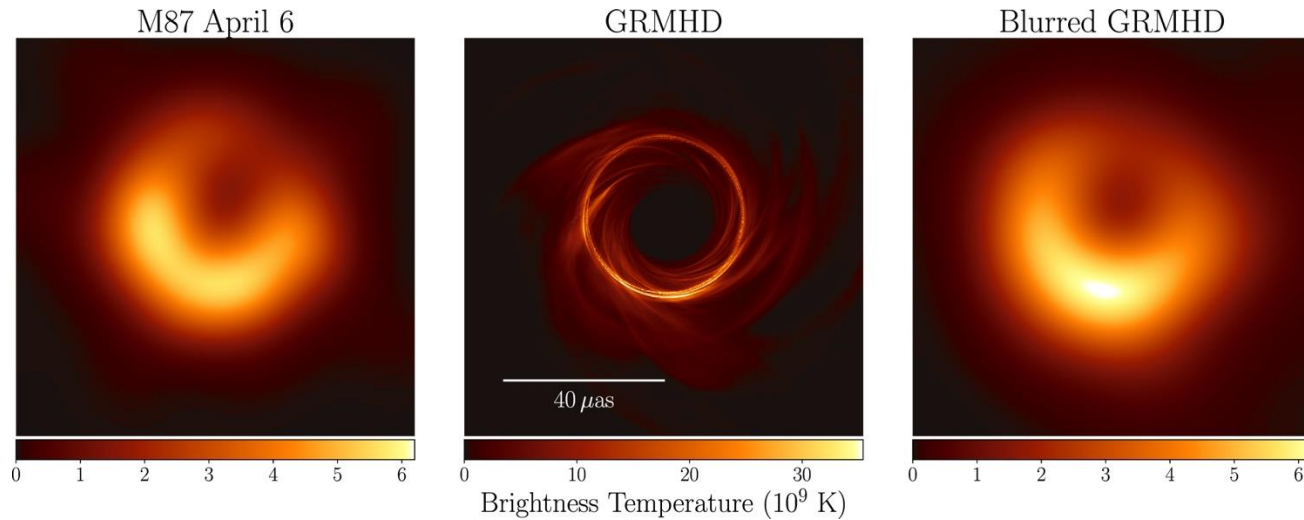 M87 April 6
GRMHD
Blurred GRMHD
40 μas
0 1 2 3 4 5 6
0 10 20 30
0 1 2 3 4 5 6
Brightness Temperature (10⁹ K)